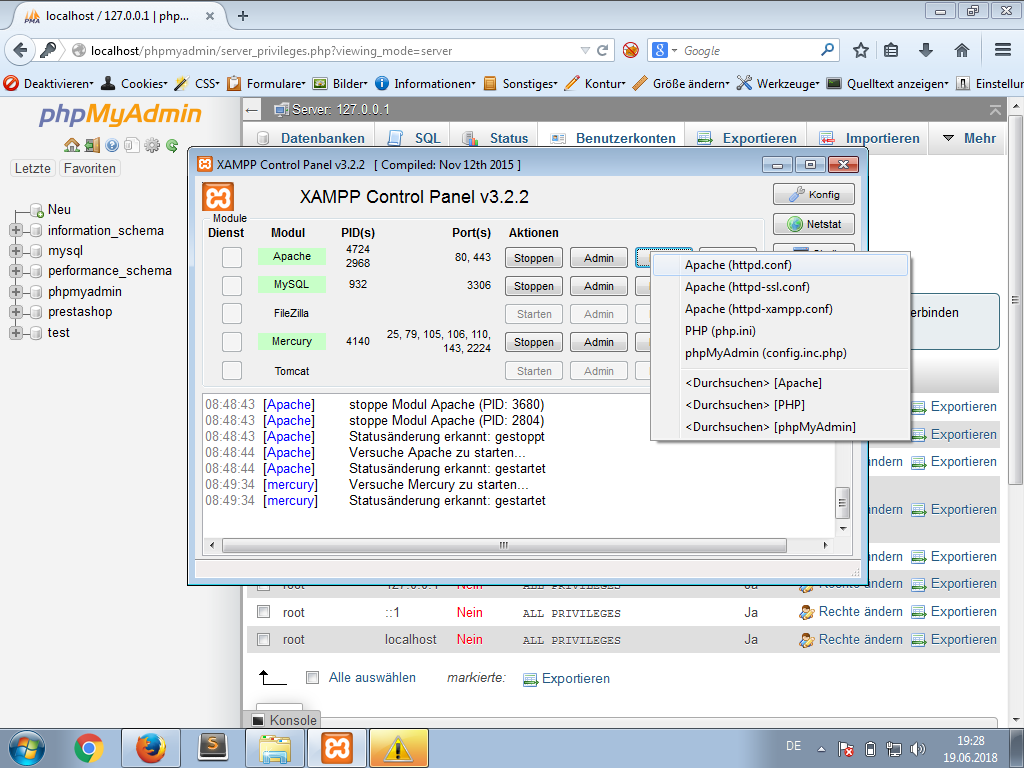 localhost / 127.0.0.1 | php...
localhost/phpmyadmin/server_privileges.php?viewing_mode=server
Google
Deaktivieren
Cookies
CSS
Formulare
Bilder
Informationen
Sonstiges
Kontur
Größe ändern
Werkzeuge
Quelltext anzeigen
Einstellu
phpMyAdmin
Letzte
Favoriten
Neu
information_schema
mysql
performance_schema
phpmyadmin
prestashop
test
Server: 127.0.0.1
Datenbanken
SQL
Status
Benutzerkonten
Exportieren
Importieren
Mehr
XAMPP Control Panel v3.2.2 [ Compiled: Nov 12th 2015 ]
XAMPP Control Panel v3.2.2
Konfig
Netstat
Module
Dienst Modul PID(s) Port(s) Aktionen
Apache 4724 2968 80, 443 Stoppen Admin
MySQL 932 3306 Stoppen Admin
FileZilla Starten Admin
Mercury 4140 25, 79, 105, 106, 110, 143, 2224 Stoppen Admin
Tomcat Starten Admin
Apache (httpd.conf)
Apache (httpd-ssl.conf)
Apache (httpd-xampp.conf)
PHP (php.ini)
phpMyAdmin (config.inc.php)
<Durchsuchen> [Apache]
<Durchsuchen> [PHP]
<Durchsuchen> [phpMyAdmin]
08:48:43 [Apache] stoppe Modul Apache (PID: 3680)
08:48:43 [Apache] stoppe Modul Apache (PID: 2804)
08:48:43 [Apache] Statusänderung erkannt: gestoppt
08:48:44 [Apache] Versuche Apache zu starten...
08:48:44 [Apache] Statusänderung erkannt: gestartet
08:49:34 [mercury] Versuche Mercury zu starten...
08:49:34 [mercury] Statusänderung erkannt: gestartet
erbinden
Exportieren
Exportieren
ndern Exportieren
ndern Exportieren
ndern Exportieren
root 127.0.0.1 Nein ALL PRIVILEGES Ja Rechte ändern Exportieren
root ::1 Nein ALL PRIVILEGES Ja Rechte ändern Exportieren
root localhost Nein ALL PRIVILEGES Ja Rechte ändern Exportieren
Alle auswählen markierte: Exportieren
Konsole
DE
19:28
19.06.2018